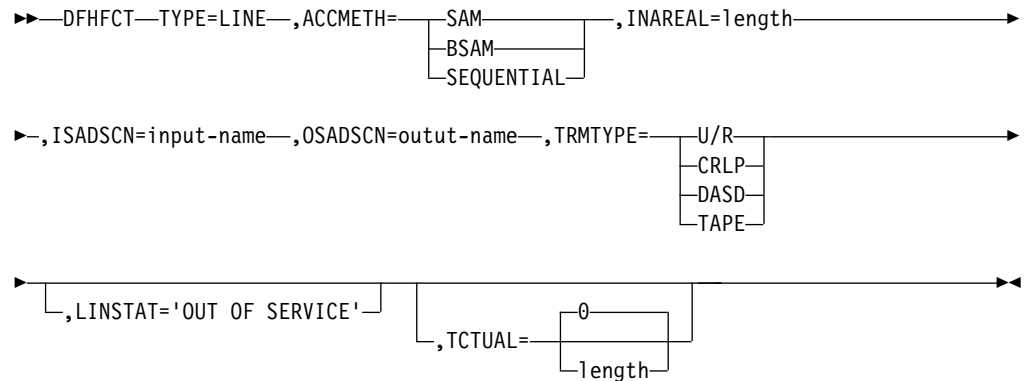 DFHFCT TYPE=LINE ,ACCMETH= SAM ,INAREAL=length
BSAM
SEQUENTIAL
,ISADSCN=input-name ,OSADSCN=outut-name ,TRMTYPE= U/R
CRLP
DASD
TAPE
,LINSTAT='OUT OF SERVICE'
,TCTUAL= 0
length